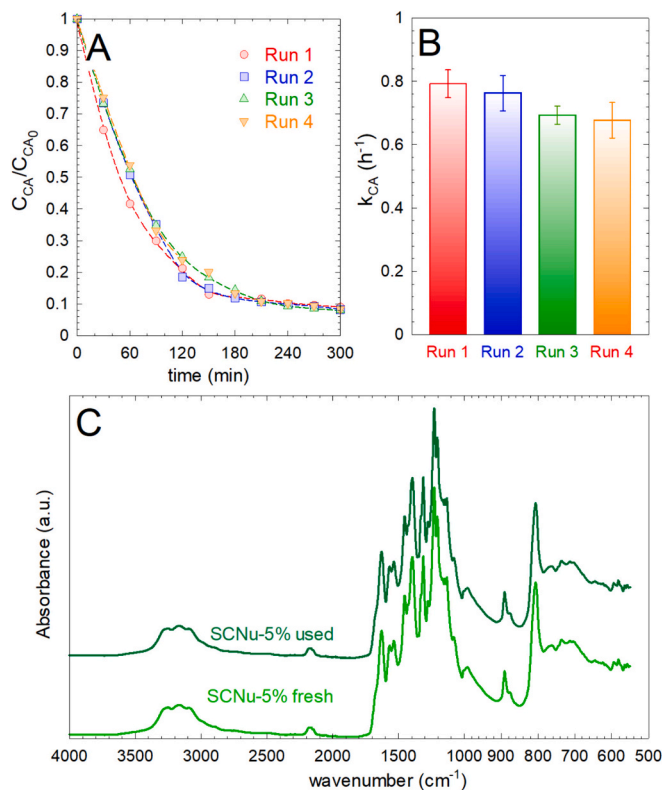 A
Run 1
Run 2
Run 3
Run 4
C_CA/C_CA0
1
0.9
0.8
0.7
0.6
0.5
0.4
0.3
0.2
0.1
0
0 60 120 180 240 300
time (min)
B
k_CA (h⁻¹)
1
0.8
0.6
0.4
0.2
0
Run 1 Run 2 Run 3 Run 4
C
Absorbance (a.u.)
SCNu-5% used
SCNu-5% fresh
4000 3000 2000 1500 1000 900 800 700 600 500
wavenumber (cm⁻¹)